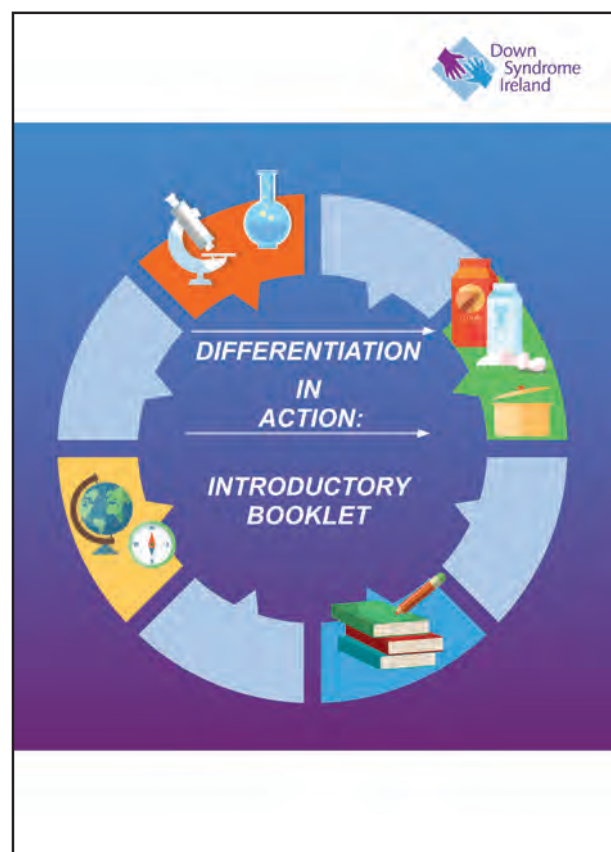 Down
Syndrome
Ireland
DIFFERENTIATION
IN
ACTION:
INTRODUCTORY
BOOKLET